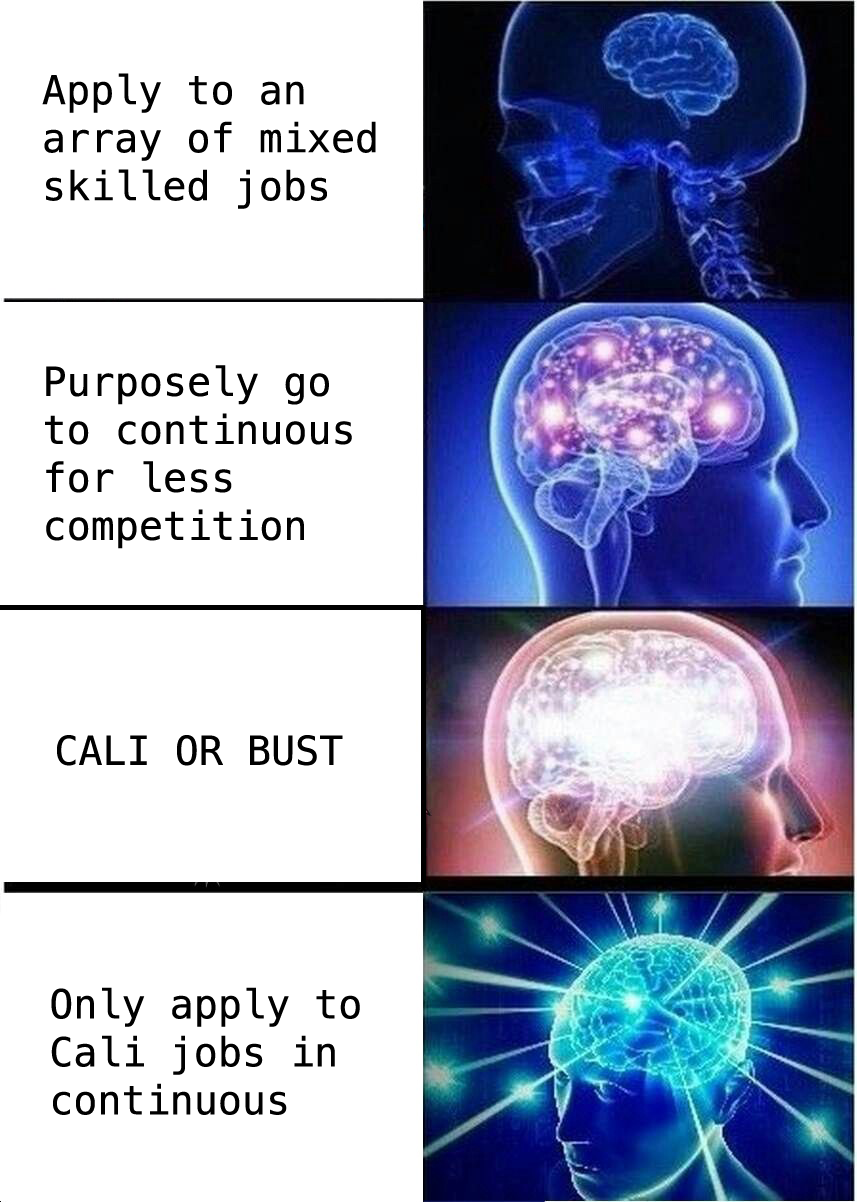 Apply to an
array of mixed
skilled jobs
Purposely go
to continuous
for less
competition
CALI OR BUST
Only apply to
Cali jobs in
continuous